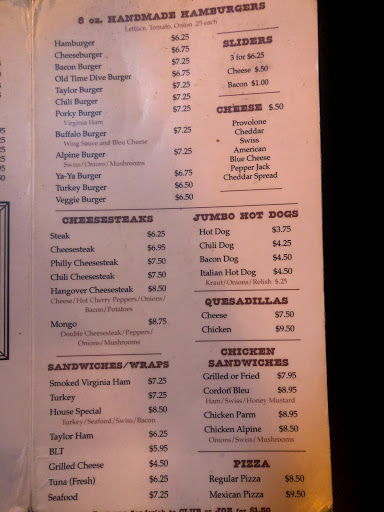 8 oz. HANDMADE HAMBURGERS
Lettuce, Tomato, Onion .25 each
Hamburger $6.25
Cheeseburger $6.75
Bacon Burger $7.25
Old Time Dive Burger $6.75
Taylor Burger $7.25
Chili Burger $7.25
Porky Burger $7.25
Virginia Ham
Buffalo Burger $7.25
Wing Sauce and Bleu Cheese
Alpine Burger $7.25
Swiss/Onions/Mushrooms
Ya-Ya Burger $6.75
Turkey Burger $6.50
Veggie Burger $6.50
SLIDERS
3 for $6.25
Cheese $.50
Bacon $1.00
CHEESE $.50
Provolone
Cheddar
Swiss
American
Blue Cheese
Pepper Jack
Cheddar Spread
CHEESESTEAKS
Steak $6.25
Cheesesteak $6.95
Philly Cheesesteak $7.50
Chili Cheesesteak $7.50
Hangover Cheesesteak $8.50
Cheese/Hot Cherry Peppers/Onions/
Bacon/Potatoes
Mongo $8.75
Double Cheesesteak/Peppers/
Onions/Mushrooms
JUMBO HOT DOGS
Hot Dog $3.75
Chili Dog $4.25
Bacon Dog $4.50
Italian Hot Dog $4.50
Kraut/Onions/Relish $.25
QUESADILLAS
Cheese $7.50
Chicken $9.50
SANDWICHES/WRAPS
Smoked Virginia Ham $7.25
Turkey $7.25
House Special $8.50
Turkey/Seafood/Swiss/Bacon
Taylor Ham $6.25
BLT $5.95
Grilled Cheese $4.50
Tuna (Fresh) $6.25
Seafood $7.25
CHICKEN
SANDWICHES
Grilled or Fried $7.95
Cordon Bleu $8.95
Ham/Swiss/Honey Mustard
Chicken Parm $8.95
Chicken Alpine $8.50
Onions/Swiss/Mushrooms
PIZZA
Regular Pizza $8.50
Mexican Pizza $9.50
Sandwich to CLUB or JOE for $1.50